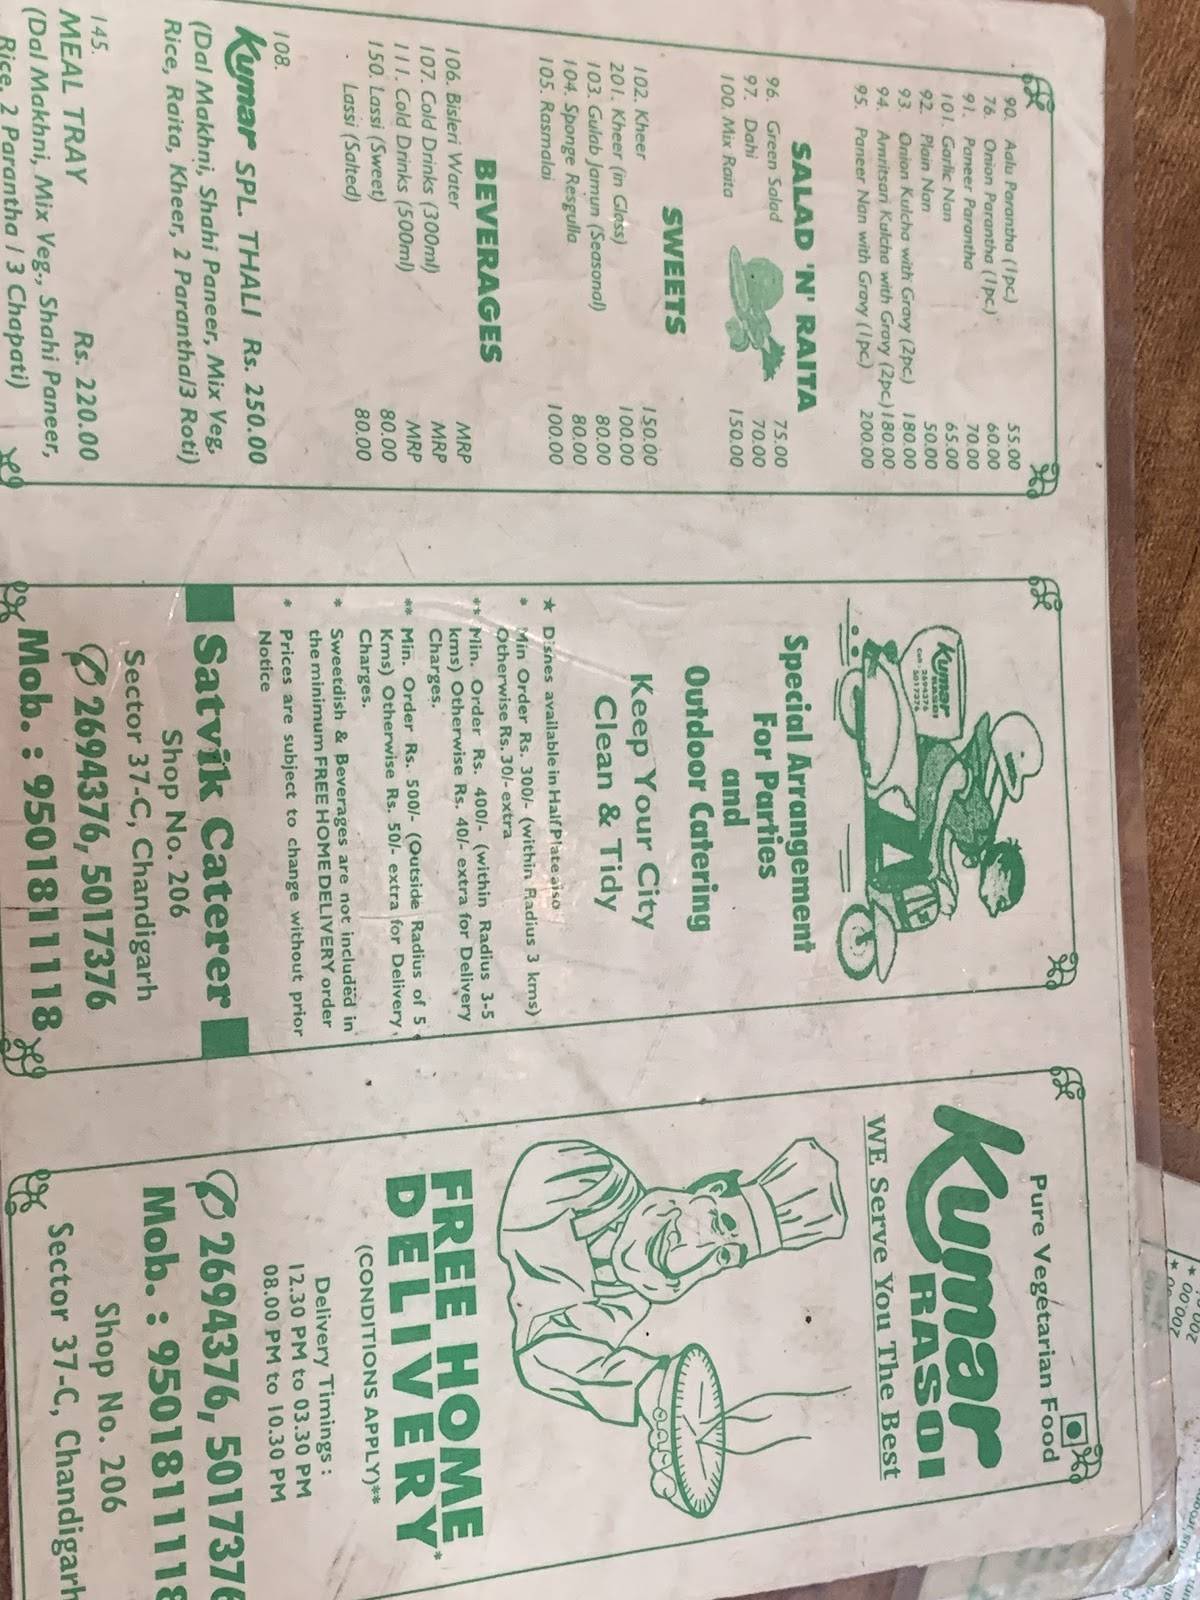 90. Aalu Parantha (1pc.) 55.00
76. Onion Parantha (1pc.) 60.00
91. Paneer Parantha 70.00
101. Garlic Nan 65.00
92. Plain Nan 50.00
93. Onion Kulcha with Gravy (2pc) 180.00
94. Amritsari Kulcha with Gravy (2pc) 180.00
95. Paneer Nan with Gravy (1pc) 200.00
SALAD 'N' RAITA
96. Green Salad 75.00
97. Dahi 70.00
100. Mix Raita 150.00
SWEETS
102. Kheer 150.00
201. Kheer (in Glass) 100.00
103. Gulab Jamun (Seasonal) 80.00
104. Sponge Resgulla 80.00
105. Rasmalai 100.00
BEVERAGES
106. Bisleri Water MRP
107. Cold Drinks (300ml) MRP
111. Cold Drinks (500ml) MRP
150. Lassi (Sweet) 80.00
Lassi (Salted) 80.00
108.
Kumar SPL. THALI Rs. 250.00
(Dal Makhni, Shahi Paneer, Mix Veg,
Rice, Raita, Kheer, 2 Parantha/3 Roti)
145.
MEAL TRAY Rs. 220.00
(Dal Makhni, Mix Veg., Shahi Paneer,
Rice, 2 Parantha / 3 Chapati)
Kumar
RASOI
Cell: 2694376
5017376
Special Arrangement
For Parties
and
Outdoor Catering
Keep Your City
Clean & Tidy
★ Dishes available in Half Plate also
* Min Order Rs. 300/- (within Radius 3 kms)
Otherwise Rs. 30/- extra
** Min. Order Rs. 400/- (within Radius 3-5
kms) Otherwise Rs. 40/- extra for Delivery
Charges.
** Min. Order Rs. 500/- (Outside Radius of 5
Kms) Otherwise Rs. 50/- extra for Delivery
Charges.
* Sweetdish & Beverages are not included in
the minimum FREE HOME DELIVERY order
* Prices are subject to change without prior
Notice
Satvik Caterer
Shop No. 206
Sector 37-C, Chandigarh
✆ 2694376, 5017376
Mob. : 9501811118
Pure Vegetarian Food
Kumar
RASOI
WE Serve You The Best
FREE HOME
DELIVERY*
(CONDITIONS APPLY)**
Delivery Timings :
12.30 PM to 03.30 PM
08.00 PM to 10.30 PM
✆ 2694376, 5017376
Mob. : 9501811118
Shop No. 206
Sector 37-C, Chandigarh